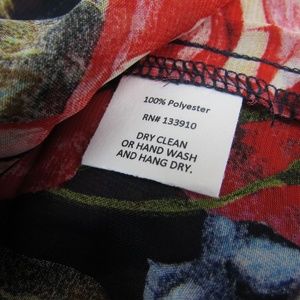 100% Polyester
RN# 133910
DRY CLEAN
OR HAND WASH
AND HANG DRY.